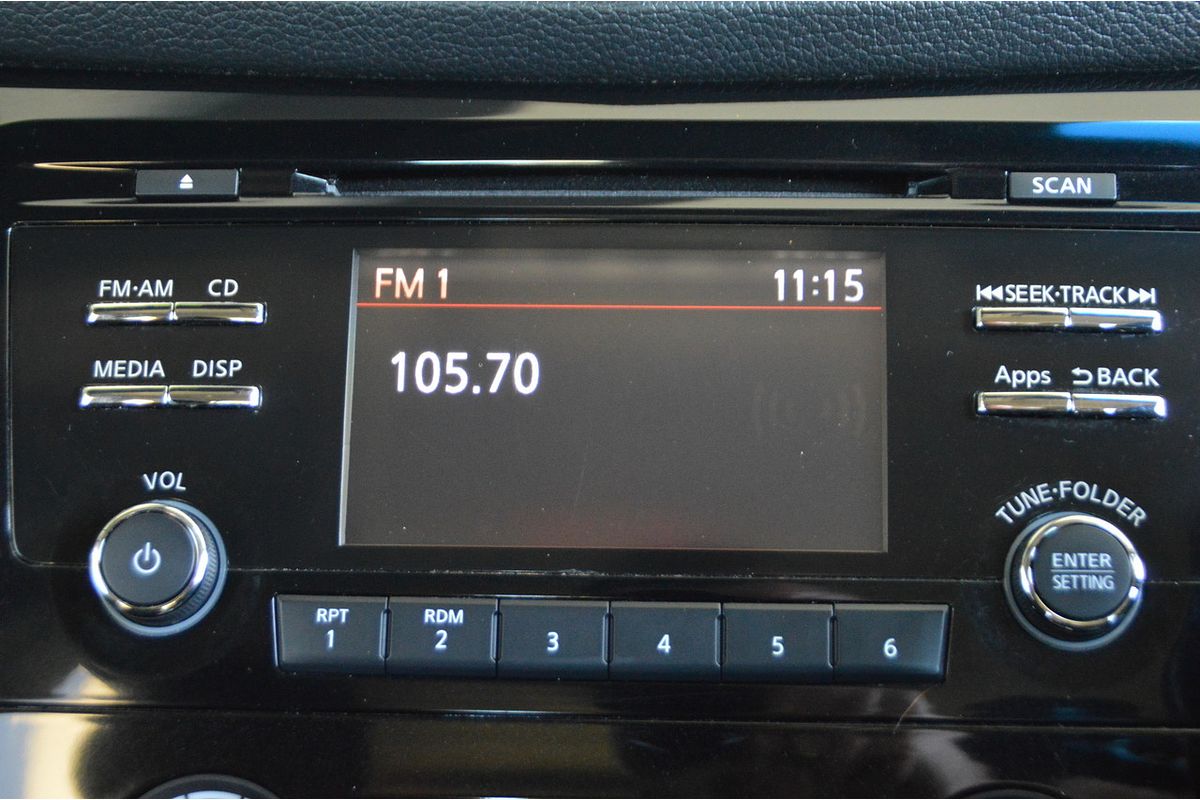 SCAN
FM·AM CD
MEDIA DISP
VOL
FM 1 11:15
105.70
⏮SEEK·TRACK⏭
Apps ⮌BACK
TUNE·FOLDER
ENTER
SETTING
RPT RDM
1 2 3 4 5 6